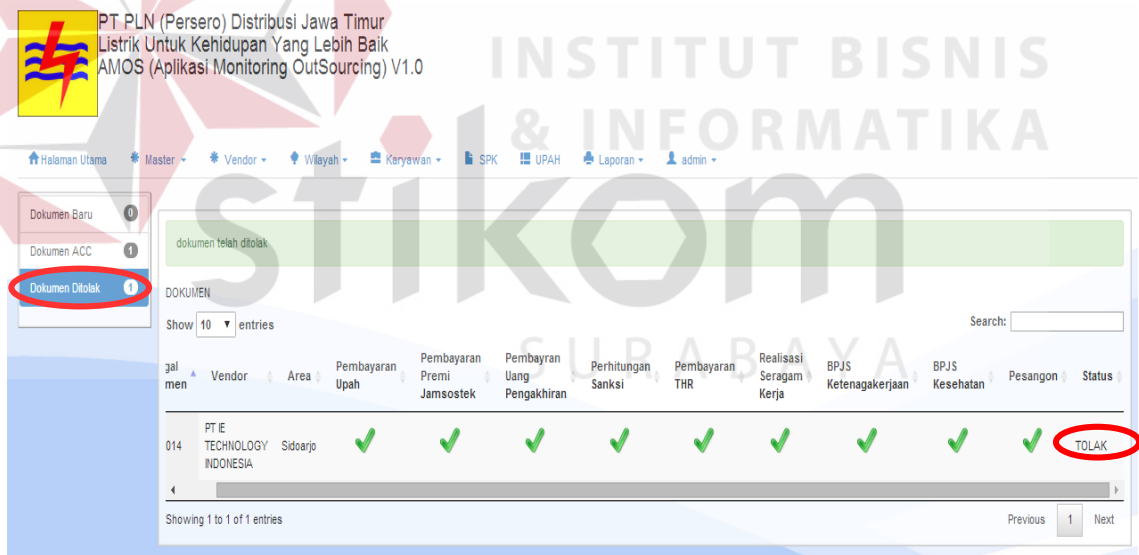 PT PLN (Persero) Distribusi Jawa Timur
Listrik Untuk Kehidupan Yang Lebih Baik
AMOS (Aplikasi Monitoring OutSourcing) V1.0
INSTITUT BISNIS
& INFORMATIKA
stikom
SURABAYA
Halaman Utama Master Vendor Wilayah Karyawan SPK UPAH Laporan admin
Dokumen Baru 0
Dokumen ACC 1
Dokumen Ditolak 1
dokumen telah ditolak
DOKUMEN
Show 10 entries Search:
gal
men Vendor Area Pembayaran
Upah Pembayaran
Premi
Jamsostek Pembayran
Uang
Pengakhiran Perhitungan
Sanksi Pembayaran
THR Realisasi
Seragam
Kerja BPJS
Ketenagakerjaan BPJS
Kesehatan Pesangon Status
014 PT IE
TECHNOLOGY
INDONESIA Sidoarjo TOLAK
Showing 1 to 1 of 1 entries Previous 1 Next